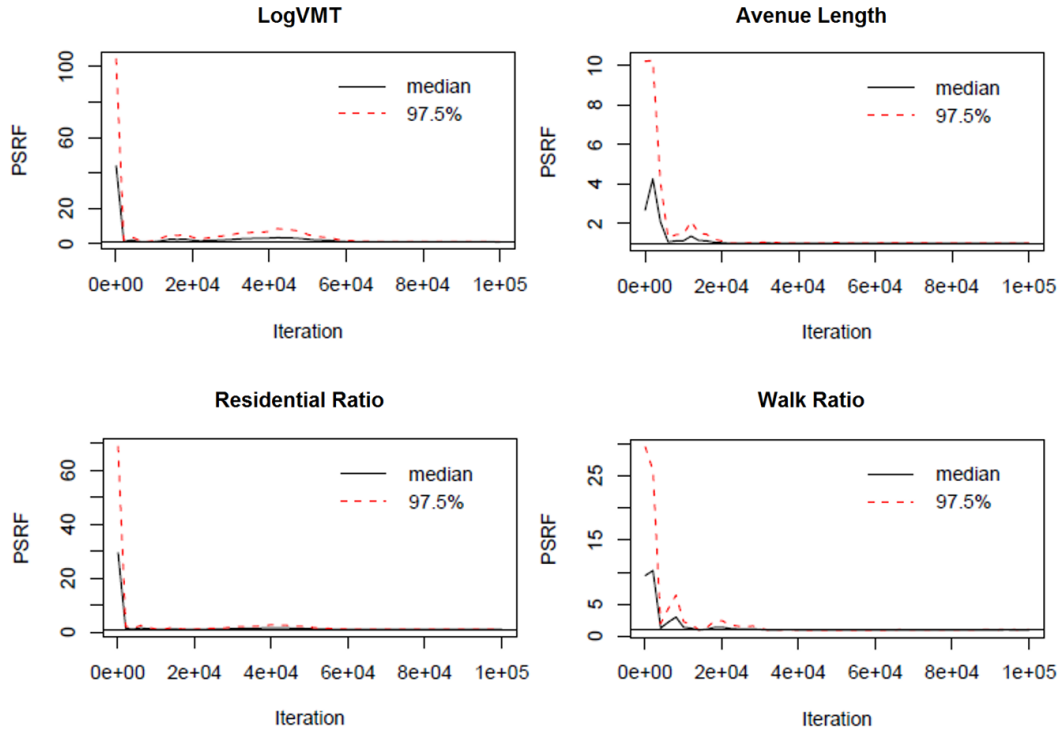 LogVMT
PSRF
100
60
20
0
median
97.5%
0e+00 2e+04 4e+04 6e+04 8e+04 1e+05
Iteration
Avenue Length
PSRF
10
8
6
4
2
median
97.5%
0e+00 2e+04 4e+04 6e+04 8e+04 1e+05
Iteration
Residential Ratio
PSRF
60
40
20
0
median
97.5%
0e+00 2e+04 4e+04 6e+04 8e+04 1e+05
Iteration
Walk Ratio
PSRF
25
15
5
0
median
97.5%
0e+00 2e+04 4e+04 6e+04 8e+04 1e+05
Iteration